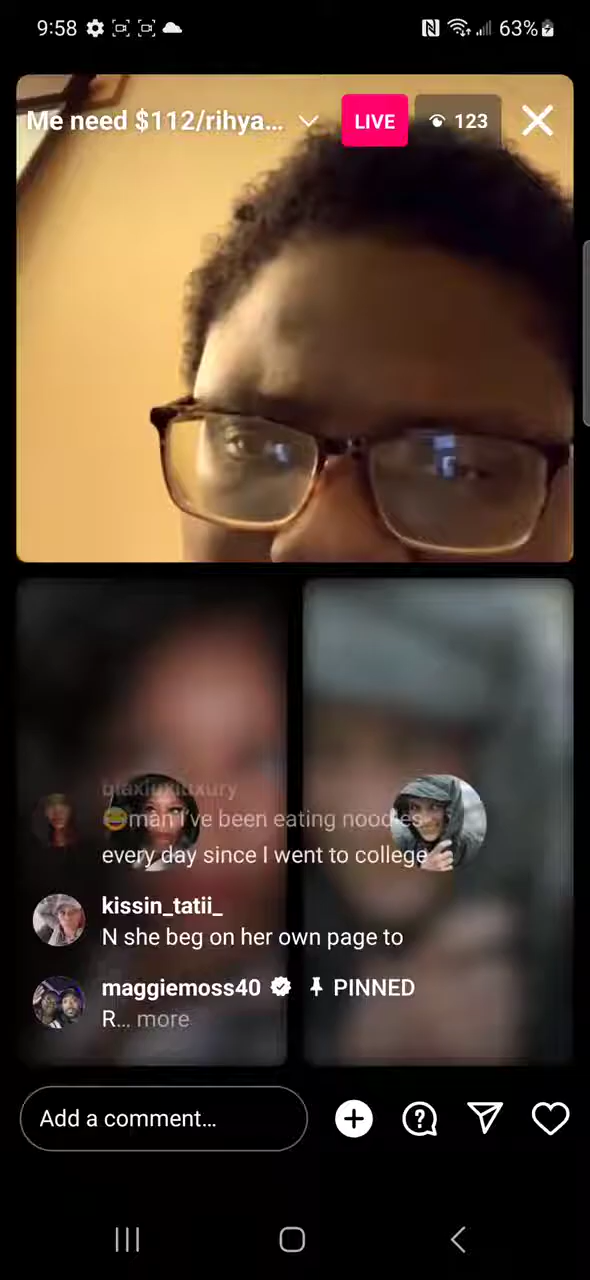 9:58
63%
Me need $112/rihya...
LIVE
123
😂man I've been eating noodles
every day since I went to college
kissin_tatii_
N she beg on her own page to
maggiemoss40 PINNED
R... more
Add a comment...